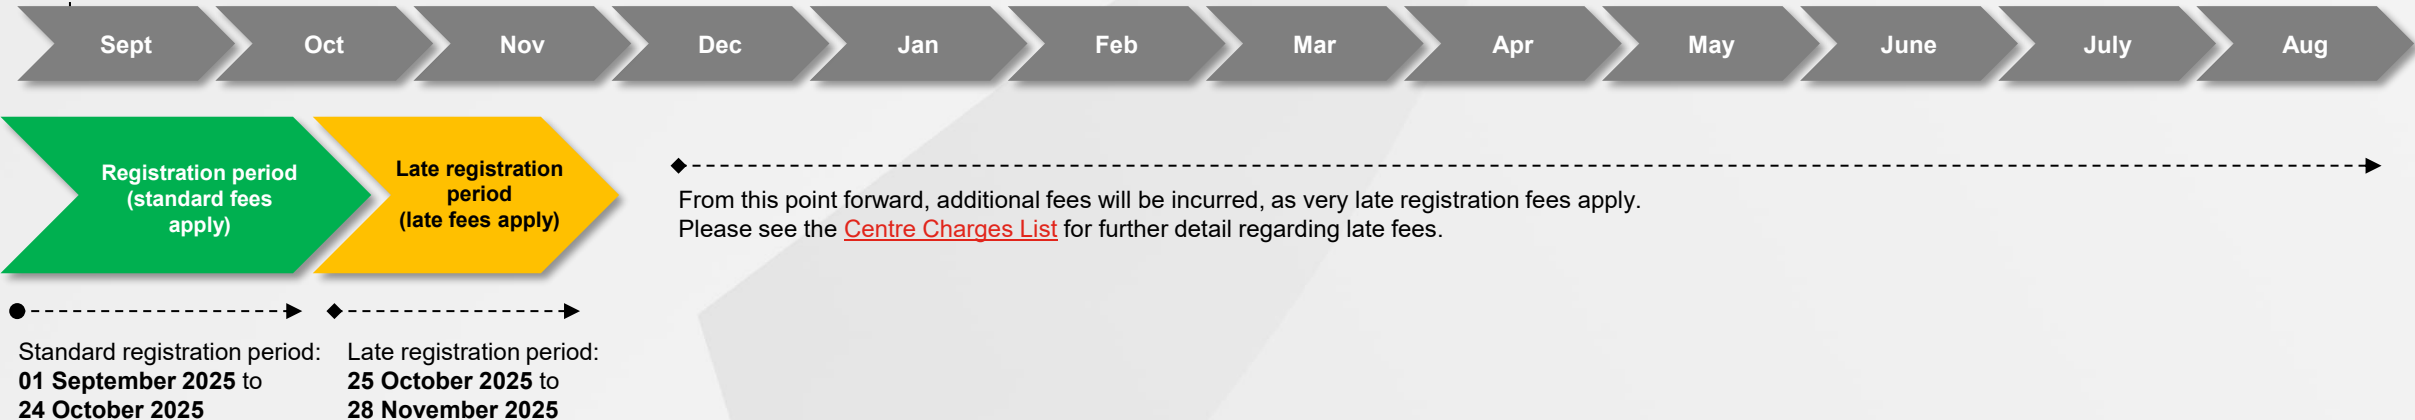 Sept Oct Nov Dec Jan Feb Mar Apr May June July Aug
Registration period
(standard fees
apply)
Late registration
period
(late fees apply)
From this point forward, additional fees will be incurred, as very late registration fees apply.
Please see the Centre Charges List for further detail regarding late fees.
Standard registration period:
01 September 2025 to
24 October 2025
Late registration period:
25 October 2025 to
28 November 2025